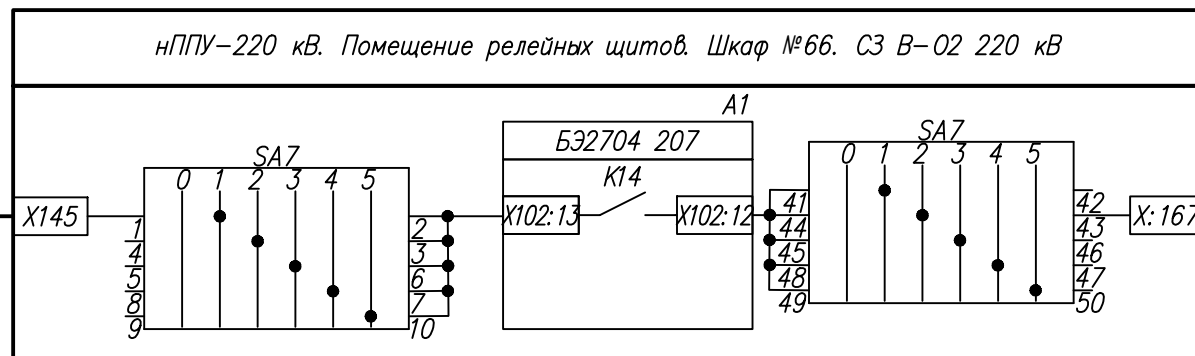 нППУ-220 кВ. Помещение релейных щитов. Шкаф №66. СЗ В-О2 220 кВ
A1
SA7
БЭ2704 207
SA7
0 1 2 3 4 5
K14
0 1 2 3 4 5
X145
X102:13
X102:12
X:167
1
2
41
42
4
3
44
43
5
6
45
46
8
7
48
47
9
10
49
50